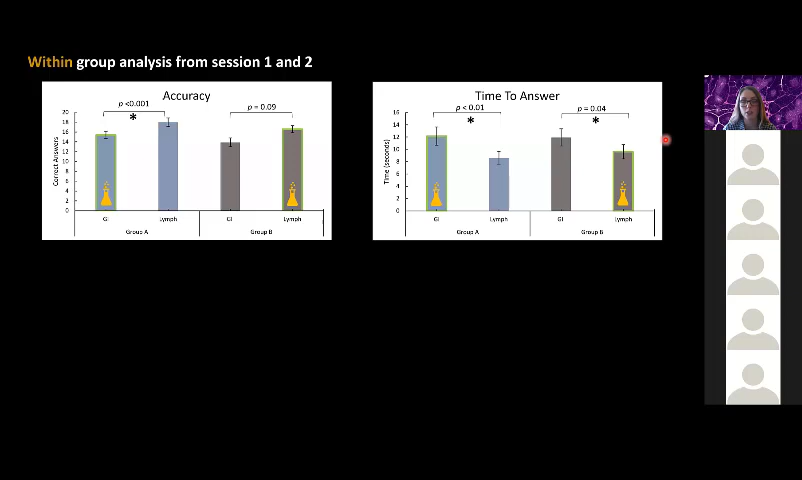 Within group analysis from session 1 and 2
Accuracy
p <0.001
*
p = 0.09
Correct Answers
20
18
16
14
12
10
8
6
4
2
0
GI
Lymph
GI
Lymph
Group A
Group B
Time To Answer
p < 0.01
*
p = 0.04
*
Time (seconds)
16
14
12
10
8
6
4
2
0
GI
Lymph
GI
Lymph
Group A
Group B